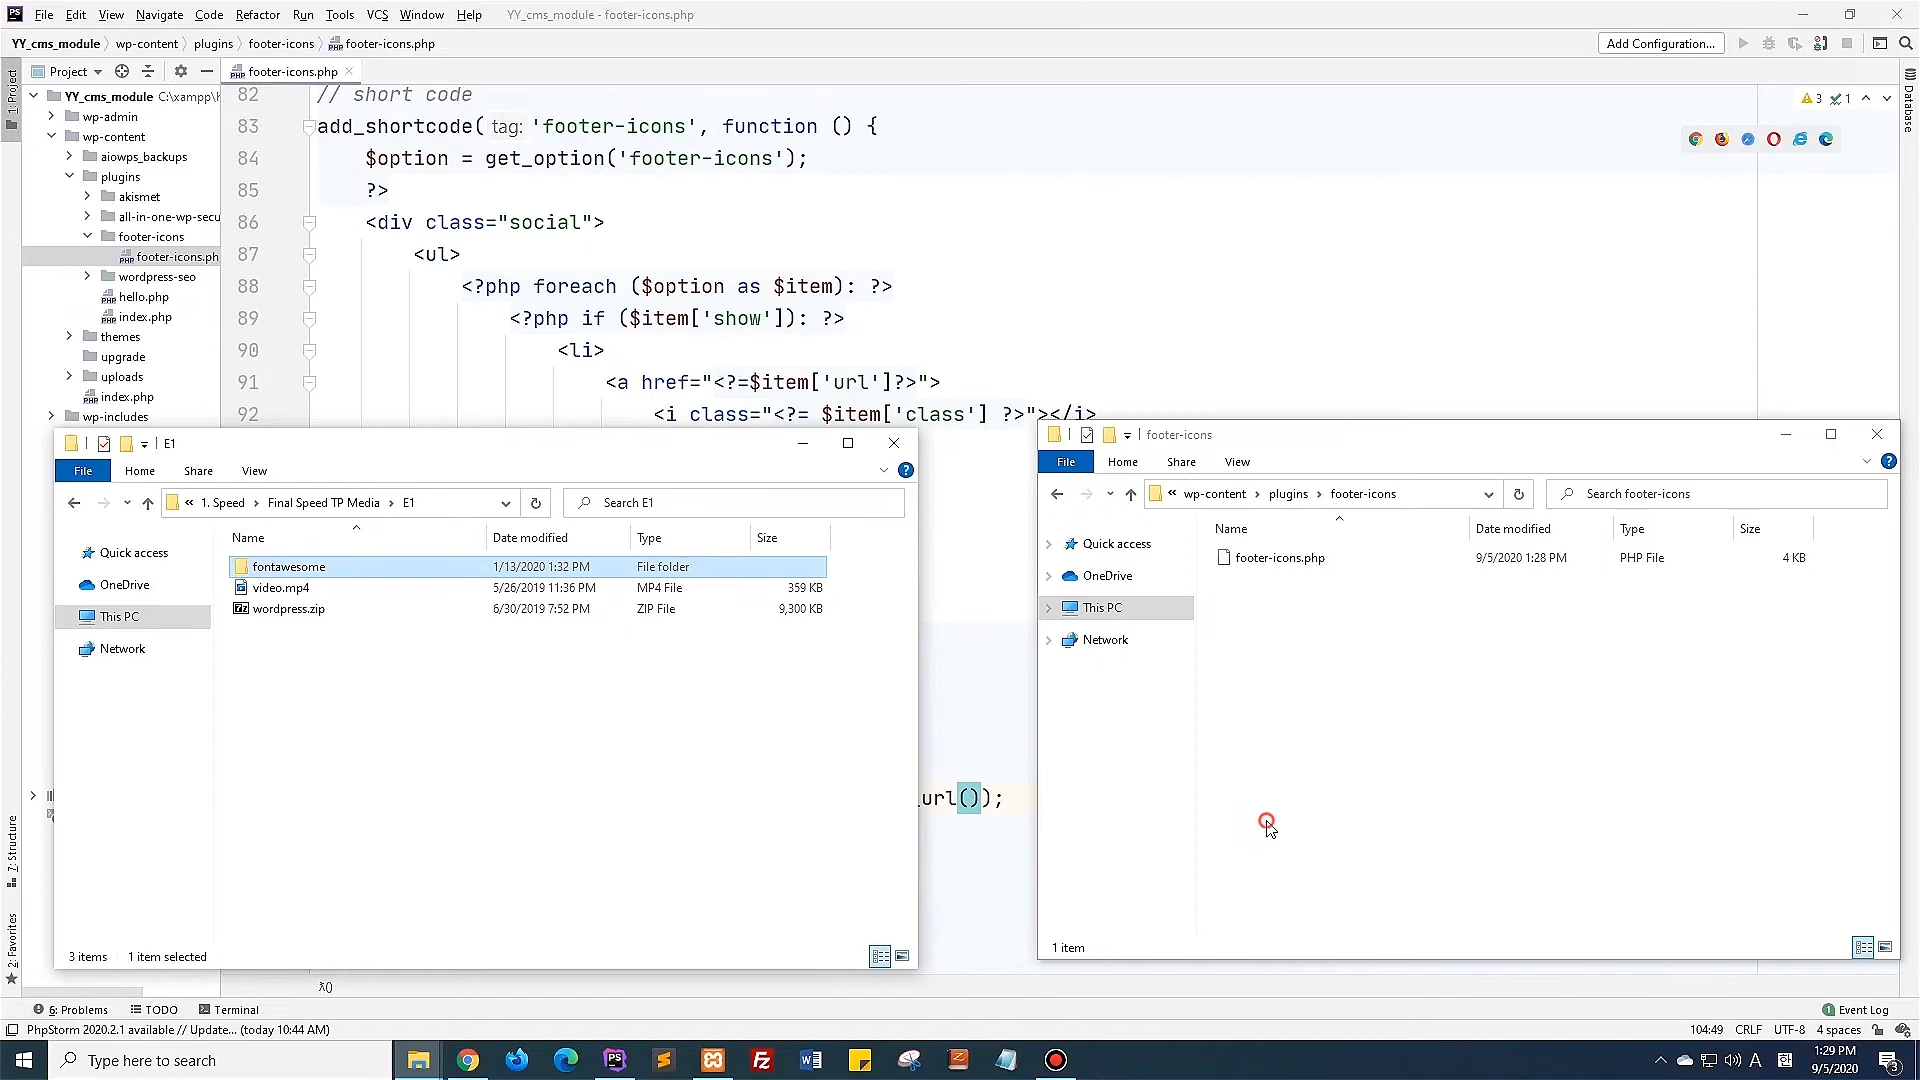 File Edit View Navigate Code Refactor Run Tools VCS Window Help YY_cms_module - footer-icons.php
YY_cms_module wp-content plugins footer-icons footer-icons.php Add Configuration...
Project footer-icons.php
1: Project
YY_cms_module C:\xampp\h
wp-admin
wp-content
aiowps_backups
plugins
akismet
all-in-one-wp-secu
footer-icons
footer-icons.ph
wordpress-seo
hello.php
index.php
themes
upgrade
uploads
index.php
wp-includes
82 // short code
83 add_shortcode( tag: 'footer-icons', function () {
84 $option = get_option('footer-icons');
85 ?>
86 <div class="social">
87 <ul>
88 <?php foreach ($option as $item): ?>
89 <?php if ($item['show']): ?>
90 <li>
91 <a href="<?=$item['url']?>">
92 <i class="<?= $item['class'] ?>"></i>
3 1
Database
_url());
E1
File Home Share View
« 1. Speed Final Speed TP Media E1 Search E1
Quick access
OneDrive
This PC
Network
Name Date modified Type Size
fontawesome 1/13/2020 1:32 PM File folder
video.mp4 5/26/2019 11:36 PM MP4 File 359 KB
wordpress.zip 6/30/2019 7:52 PM ZIP File 9,300 KB
3 items 1 item selected
footer-icons
File Home Share View
« wp-content plugins footer-icons Search footer-icons
Quick access
OneDrive
This PC
Network
Name Date modified Type Size
footer-icons.php 9/5/2020 1:28 PM PHP File 4 KB
1 item
7: Structure
2: Favorites
λ()
6: Problems TODO Terminal 1 Event Log
PhpStorm 2020.2.1 available // Update... (today 10:44 AM) 104:49 CRLF UTF-8 4 spaces
Type here to search
A 1:29 PM
9/5/2020
3